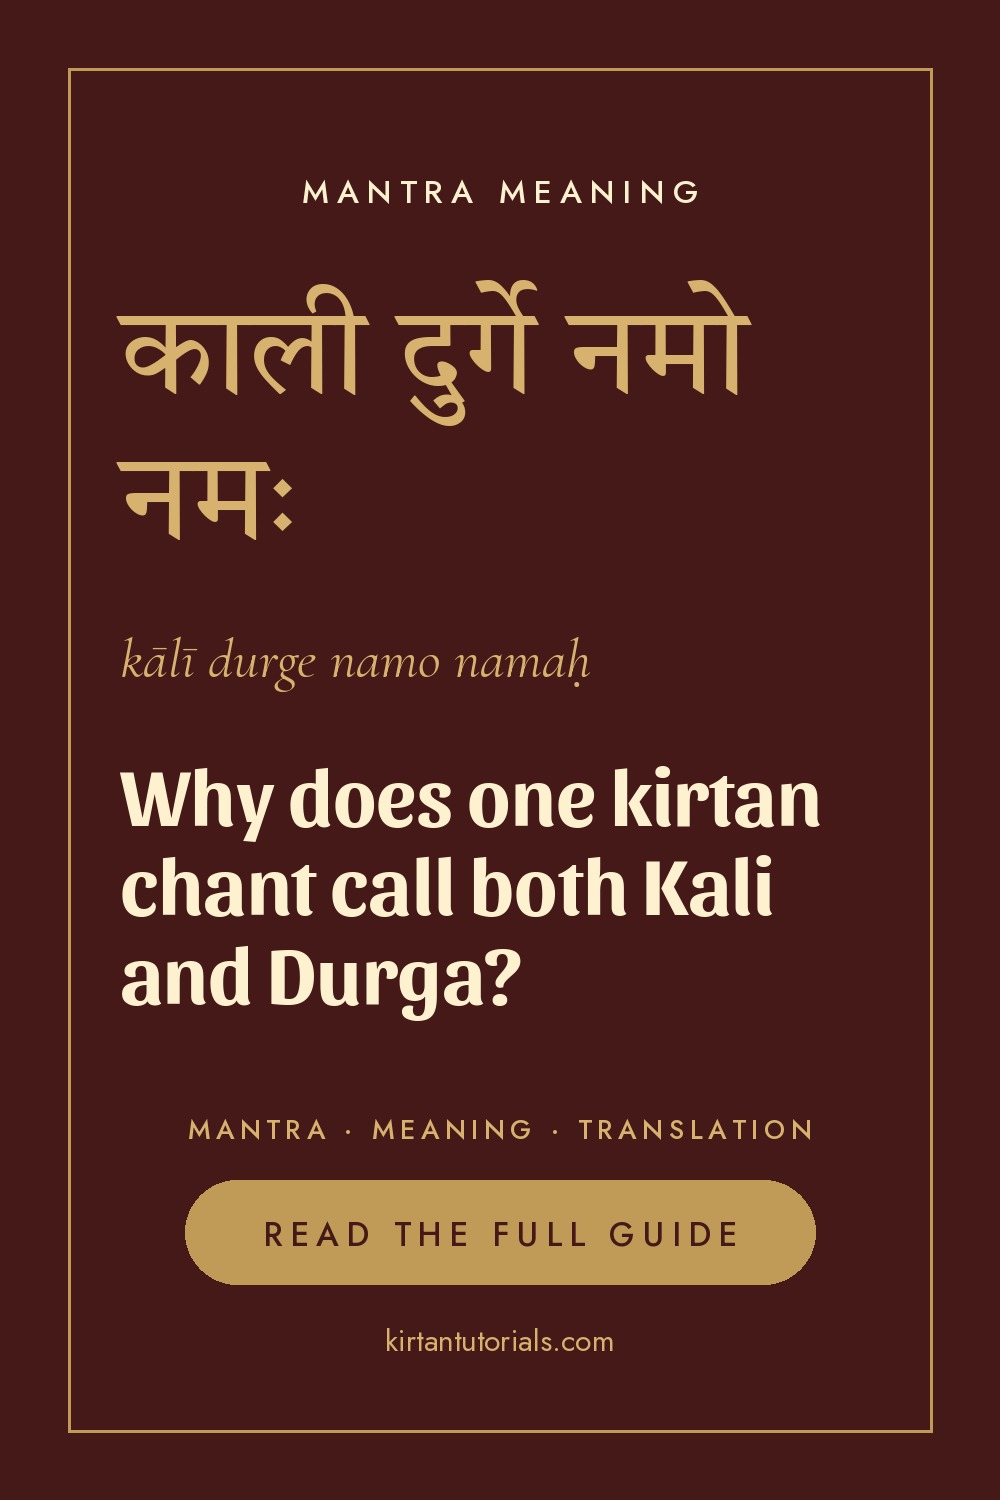 MANTRA MEANING
काली दुर्गे नमो
नमः
kālī durge namo namaḥ
Why does one kirtan
chant call both Kali
and Durga?
MANTRA · MEANING · TRANSLATION
READ THE FULL GUIDE
kirtantutorials.com